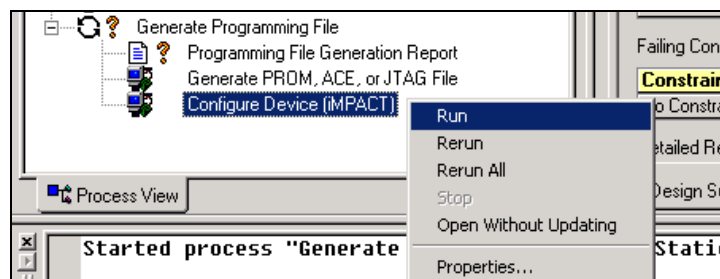 Generate Programming File
Programming File Generation Report
Generate PROM, ACE, or JTAG File
Configure Device (iMPACT)
Run
Rerun
Rerun All
Stop
Open Without Updating
Properties...
Process View
Failing Con
Constrain
o Constra
etailed Re
Design Su
Started process "Generate
Stati